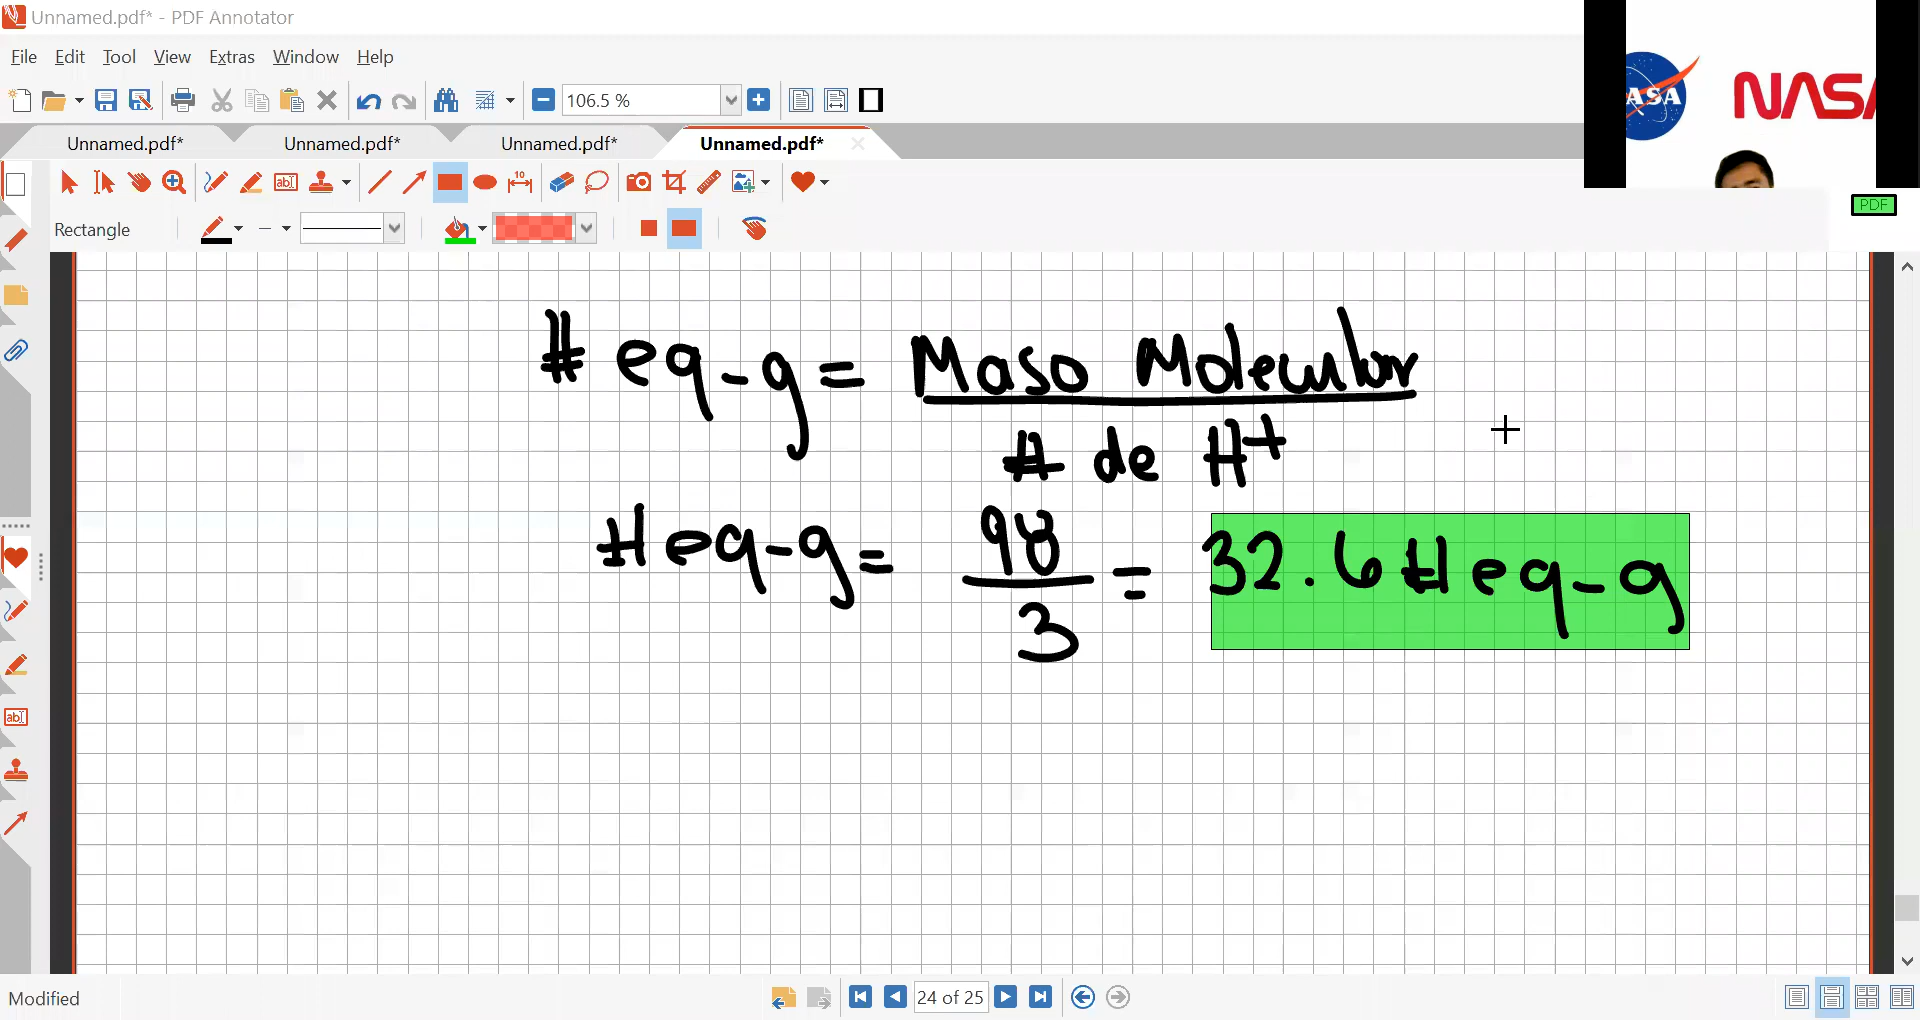 Unnamed.pdf* - PDF Annotator
File Edit Tool View Extras Window Help
106.5 %
NASA
Unnamed.pdf* Unnamed.pdf* Unnamed.pdf* Unnamed.pdf*
Rectangle
PDF
# eq-g = Masa Molecular
# de H+
#eq-g = 98
3
= 32.6 #eq-g
Modified
24 of 25